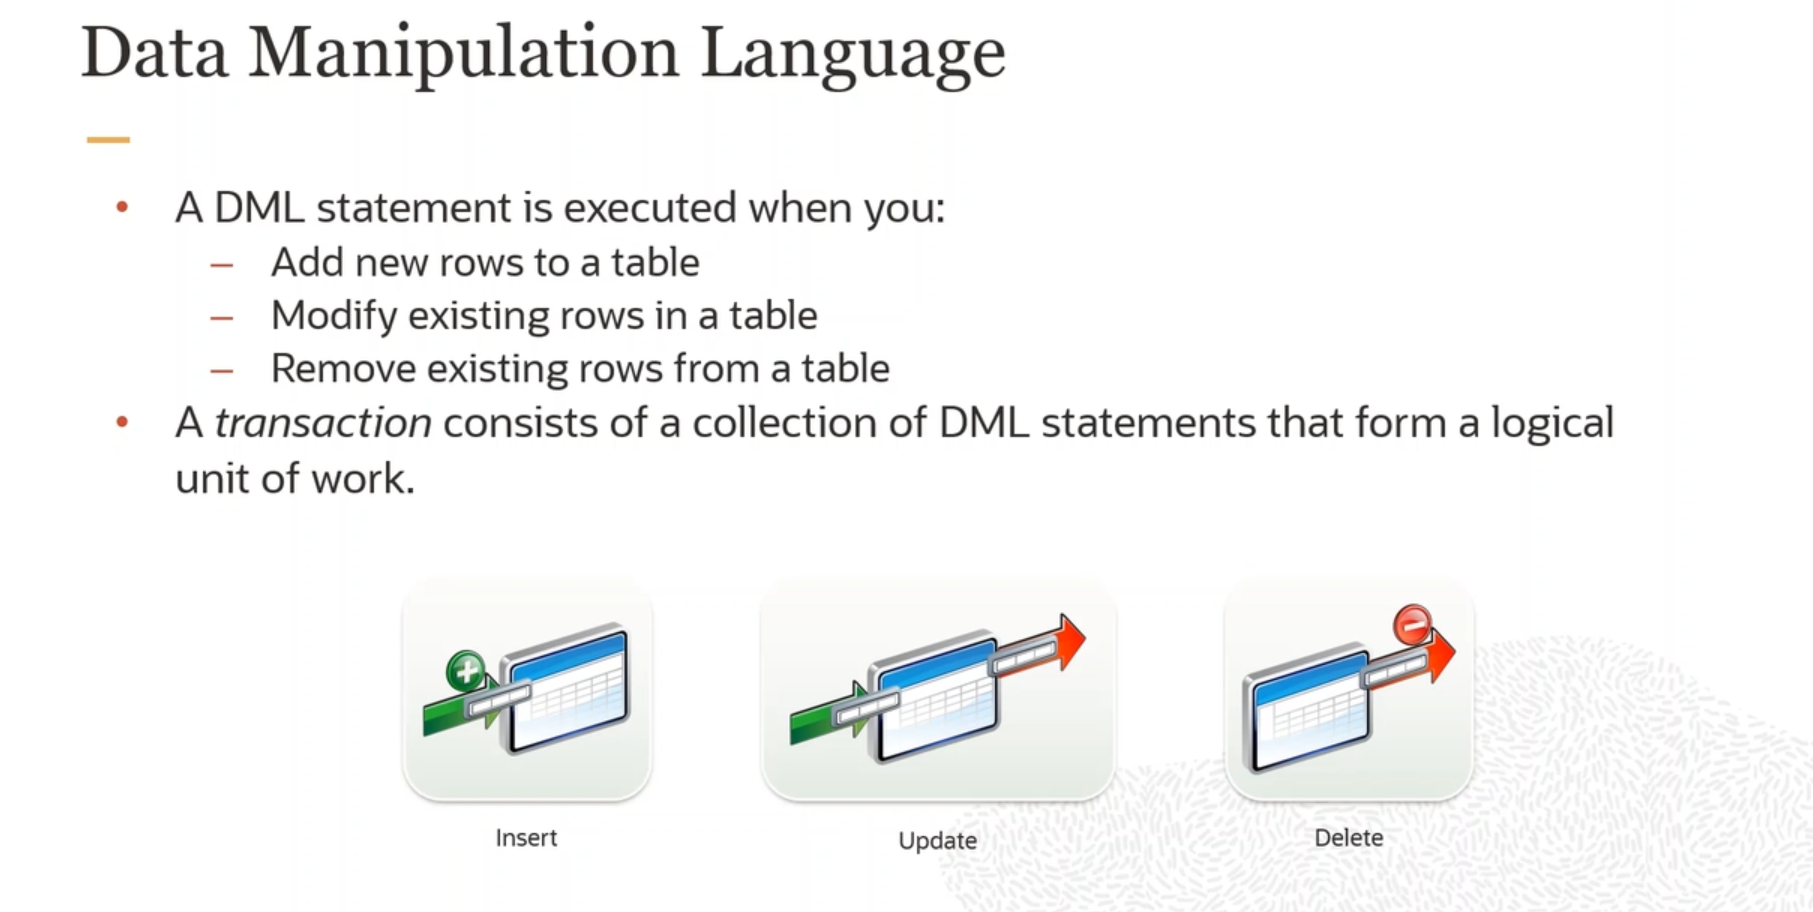 Data Manipulation Language
• A DML statement is executed when you:
– Add new rows to a table
– Modify existing rows in a table
– Remove existing rows from a table
• A transaction consists of a collection of DML statements that form a logical
unit of work.
Insert
Update
Delete